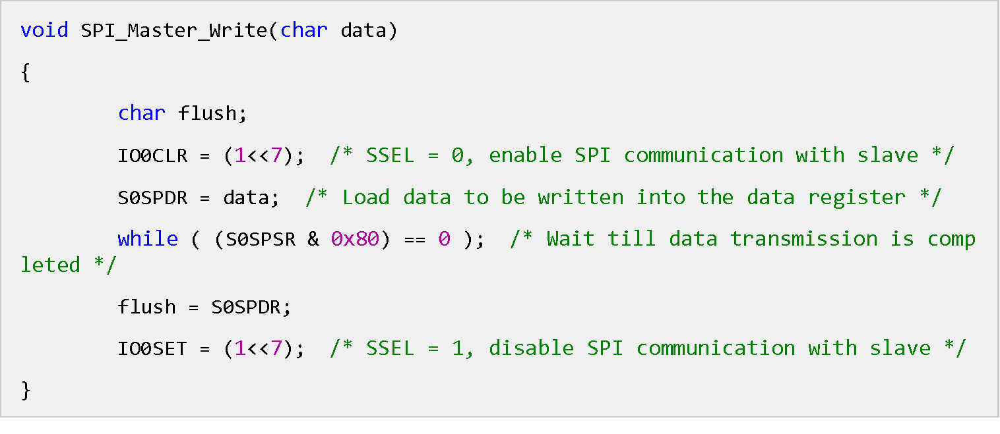 void SPI_Master_Write(char data)
{
        char flush;
        IO0CLR = (1<<7);  /* SSEL = 0, enable SPI communication with slave */
        S0SPDR = data;  /* Load data to be written into the data register */
        while ( (S0SPSR & 0x80) == 0 );  /* Wait till data transmission is comp
leted */
        flush = S0SPDR;
        IO0SET = (1<<7);  /* SSEL = 1, disable SPI communication with slave */
}